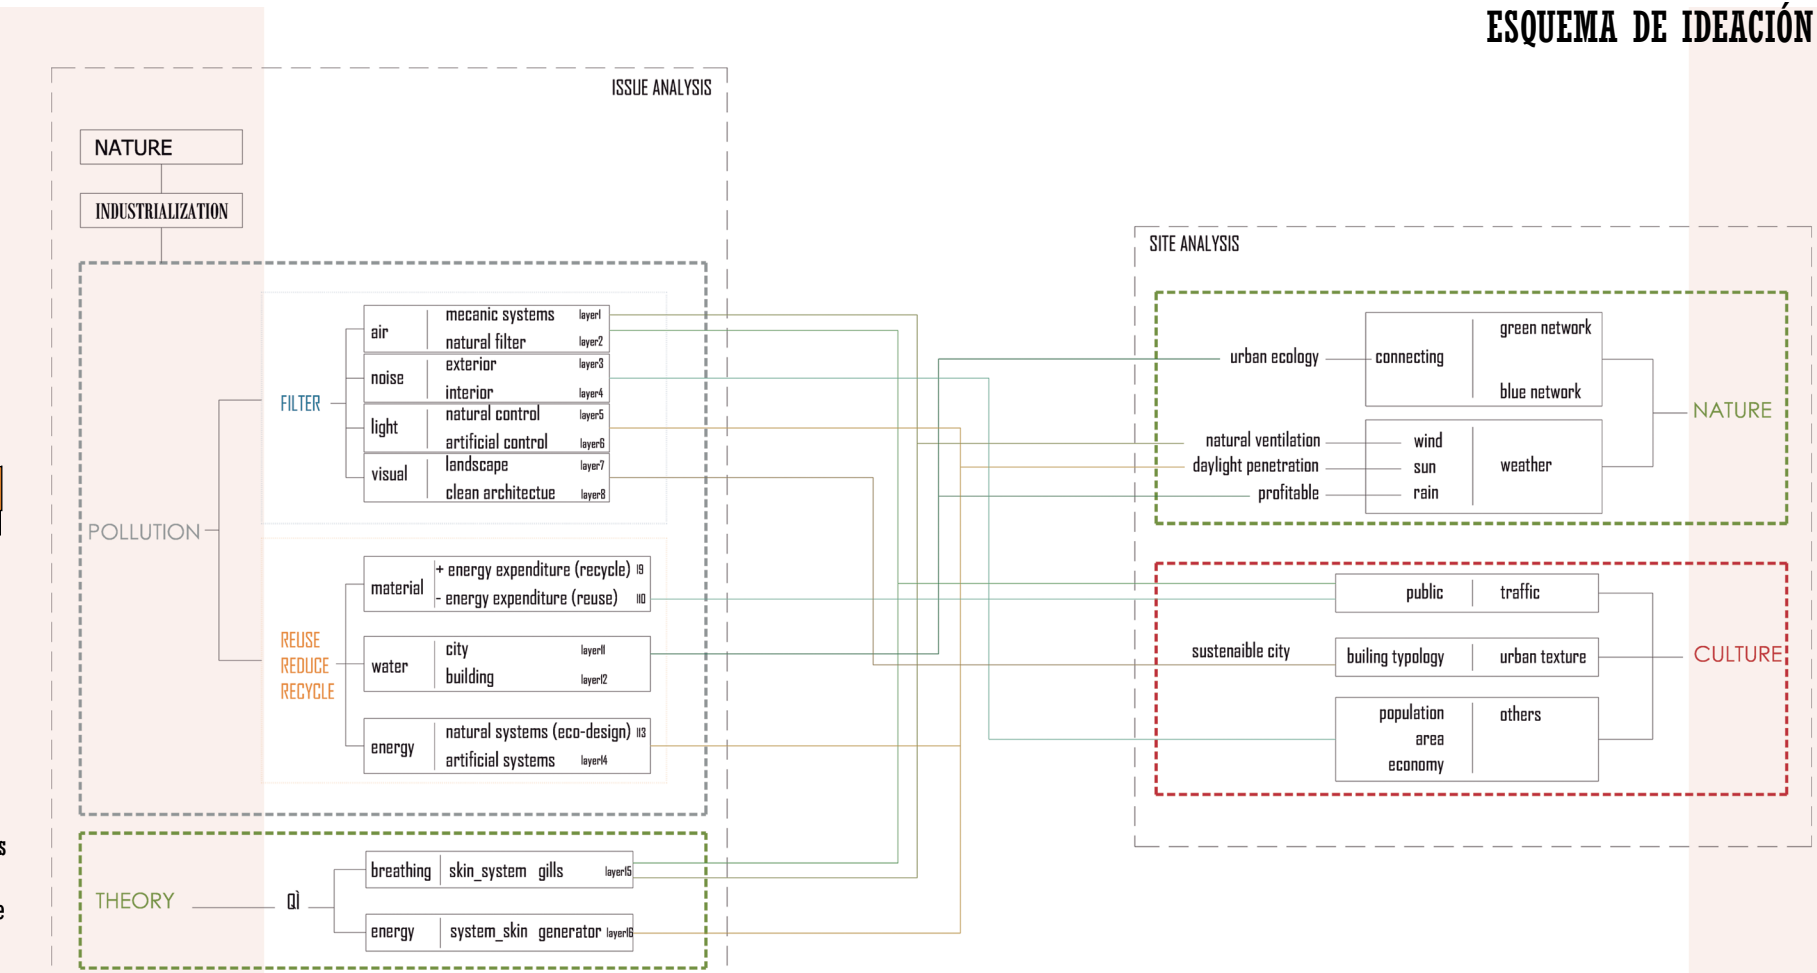 ESQUEMA DE IDEACIÓN
ISSUE ANALYSIS
NATURE
INDUSTRIALIZATION
POLLUTION
FILTER
air
mecanic systems layer1
natural filter layer2
noise
exterior layer3
interior layer4
light
natural control layer5
artificial control layer6
visual
landscape layer7
clean architectue layer8
REUSE
REDUCE
RECYCLE
material
+ energy expenditure (recycle) l9
- energy expenditure (reuse) l10
water
city layer11
building layer12
energy
natural systems (eco-design) l13
artificial systems layer14
THEORY
QÌ
breathing skin_system gills layer15
energy system_skin generator layer16
SITE ANALYSIS
urban ecology connecting
green network
blue network
natural ventilation wind
daylight penetration sun
profitable rain
weather
NATURE
public traffic
sustenaible city
builing typology urban texture
population others
area
economy
CULTURE
s
e